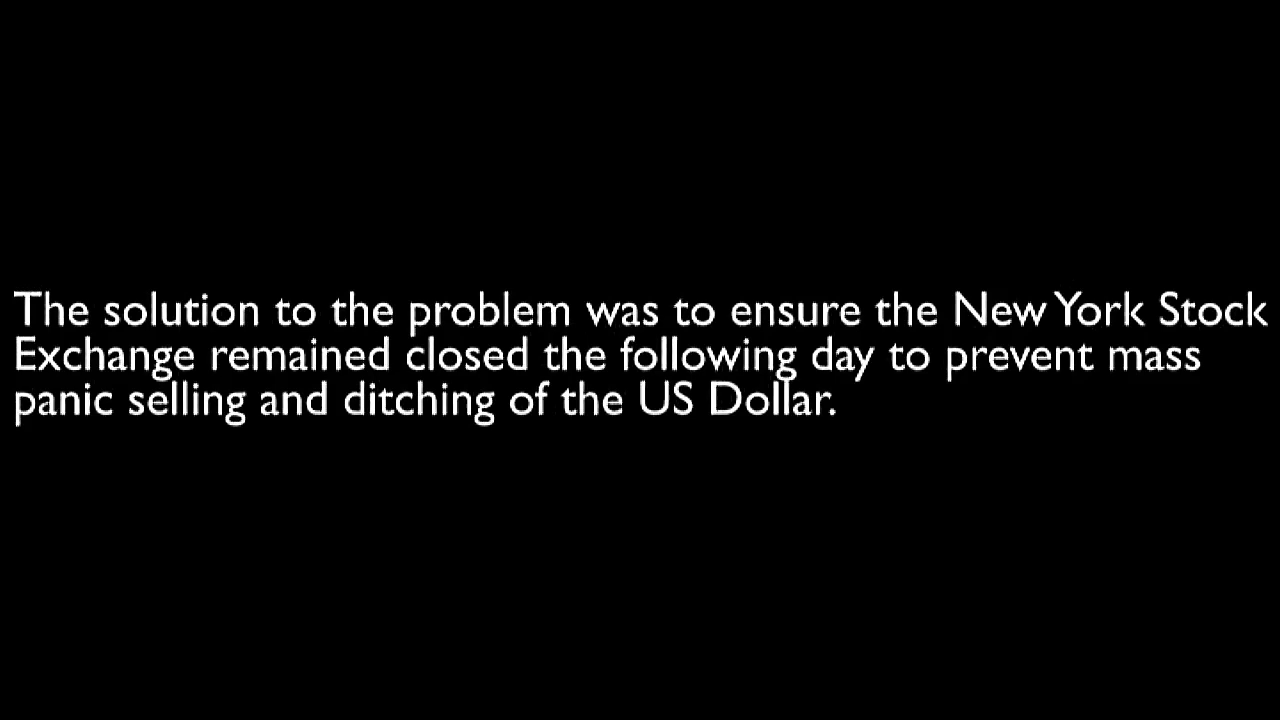 The solution to the problem was to ensure the New York Stock
Exchange remained closed the following day to prevent mass
panic selling and ditching of the US Dollar.